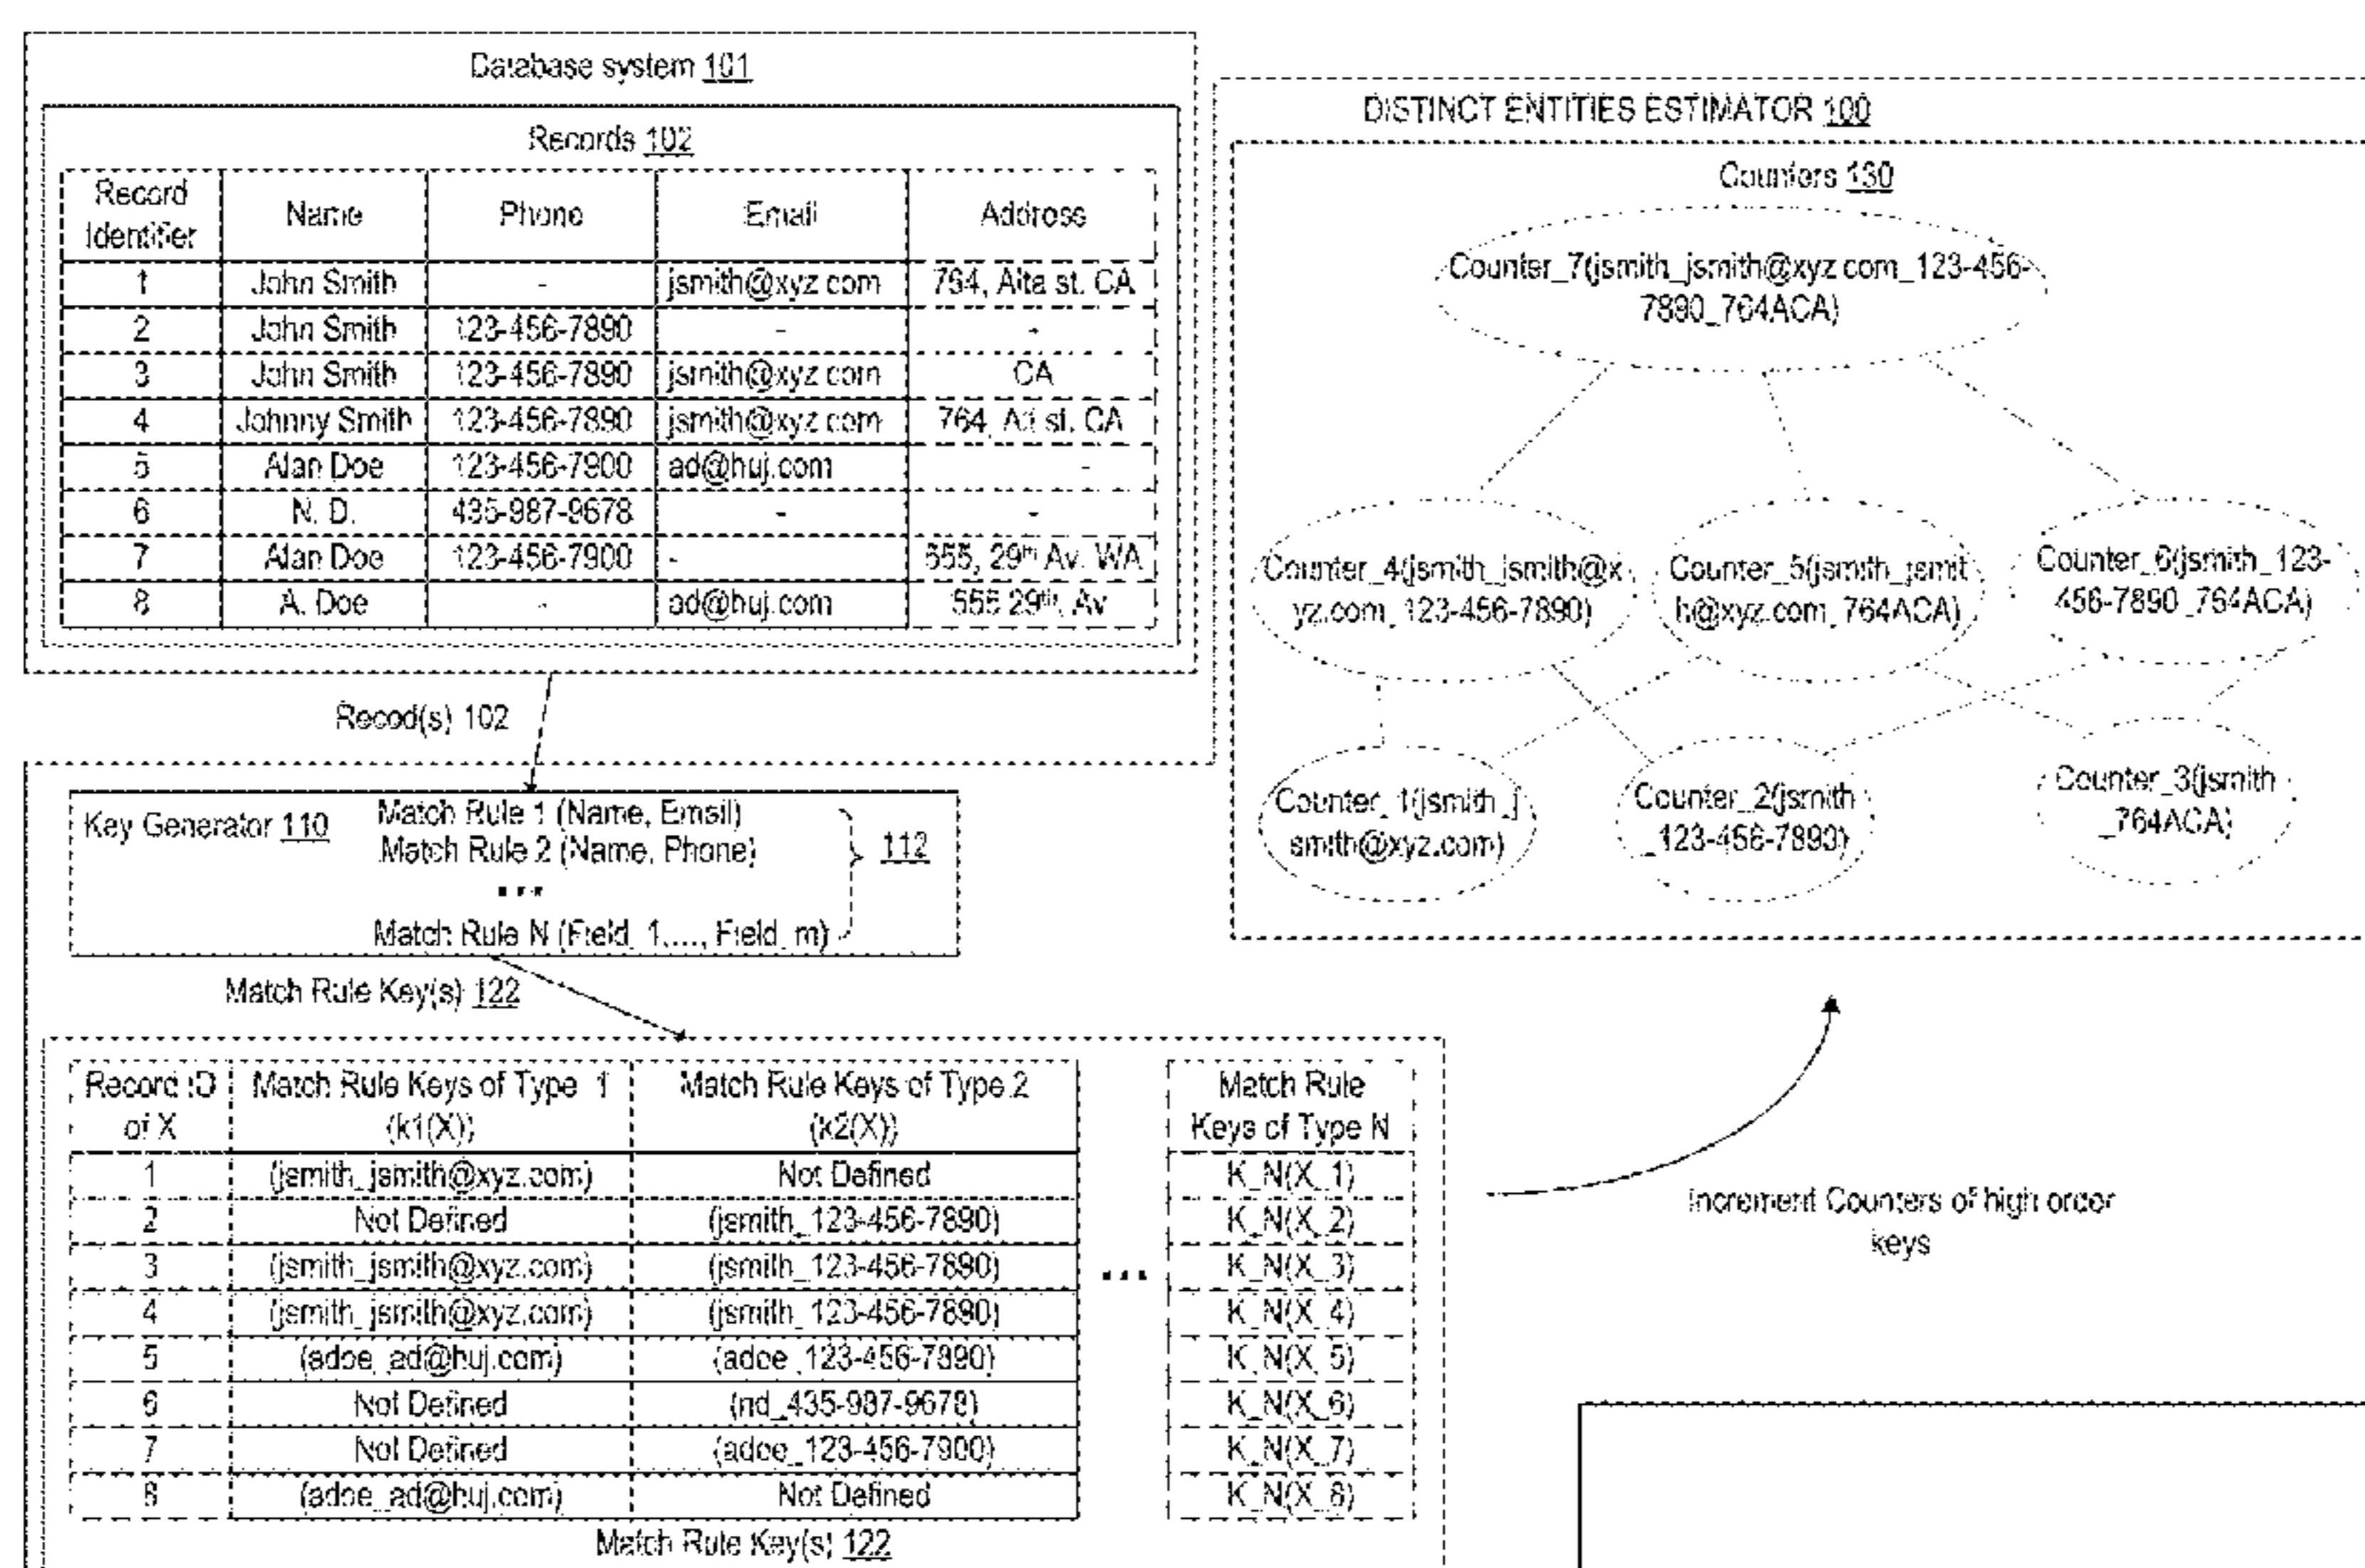 Database system 101
Records 102
Record Identifier Name Phone Email Address
1 John Smith - jsmith@xyz.com 764, Alta st. CA
2 John Smith 123-456-7890 - -
3 John Smith 123-456-7890 jsmith@xyz.com CA
4 Johnny Smith 123-456-7890 jsmith@xyz.com 764, st. CA
5 Alan Doe 123-456-7900 ad@huj.com -
6 N. D. 435-987-9678 - -
7 Alan Doe 123-456-7900 - 555, 29th Av. WA
8 A. Doe - ad@huj.com 555 29th, Av
Recod(s) 102
DISTINCT ENTITIES ESTIMATOR 100
Counters 130
Counter_7(jsmith_jsmith@xyz.com_123-456-
7890_764ACA)
Counter_4(jsmith_jsmith@x
yz.com_123-456-7890)
Counter_5(jsmith_jsmit
h@xyz.com_764ACA)
Counter_6(jsmith_123-
456-7890_764ACA)
Counter_1(jsmith_j
smith@xyz.com)
Counter_2(jsmith
_123-456-7890)
Counter_3(jsmith
_764ACA)
Key Generator 110
Match Rule 1 (Name, Email)
Match Rule 2 (Name, Phone)
...
Match Rule N (Field_1,...., Field_m)
112
Match Rule Key(s) 122
Record ID of X Match Rule Keys of Type 1 (k1(X)) Match Rule Keys of Type 2 (k2(X)) Match Rule Keys of Type N
1 (jsmith_jsmith@xyz.com) Not Defined K_N(X_1)
2 Not Defined (jsmith_123-456-7890) K_N(X_2)
3 (jsmith_jsmith@xyz.com) (jsmith_123-456-7890) ... K_N(X_3)
4 (jsmith_jsmith@xyz.com) (jsmith_123-456-7890) K_N(X_4)
5 (adoe_ad@huj.com) (adoe_123-456-7890) K_N(X_5)
6 Not Defined (nd_435-987-9678) K_N(X_6)
7 Not Defined (adoe_123-456-7900) K_N(X_7)
8 (adoe_ad@huj.com) Not Defined K_N(X_8)
Match Rule Key(s) 122
Increment Counters of high order
keys